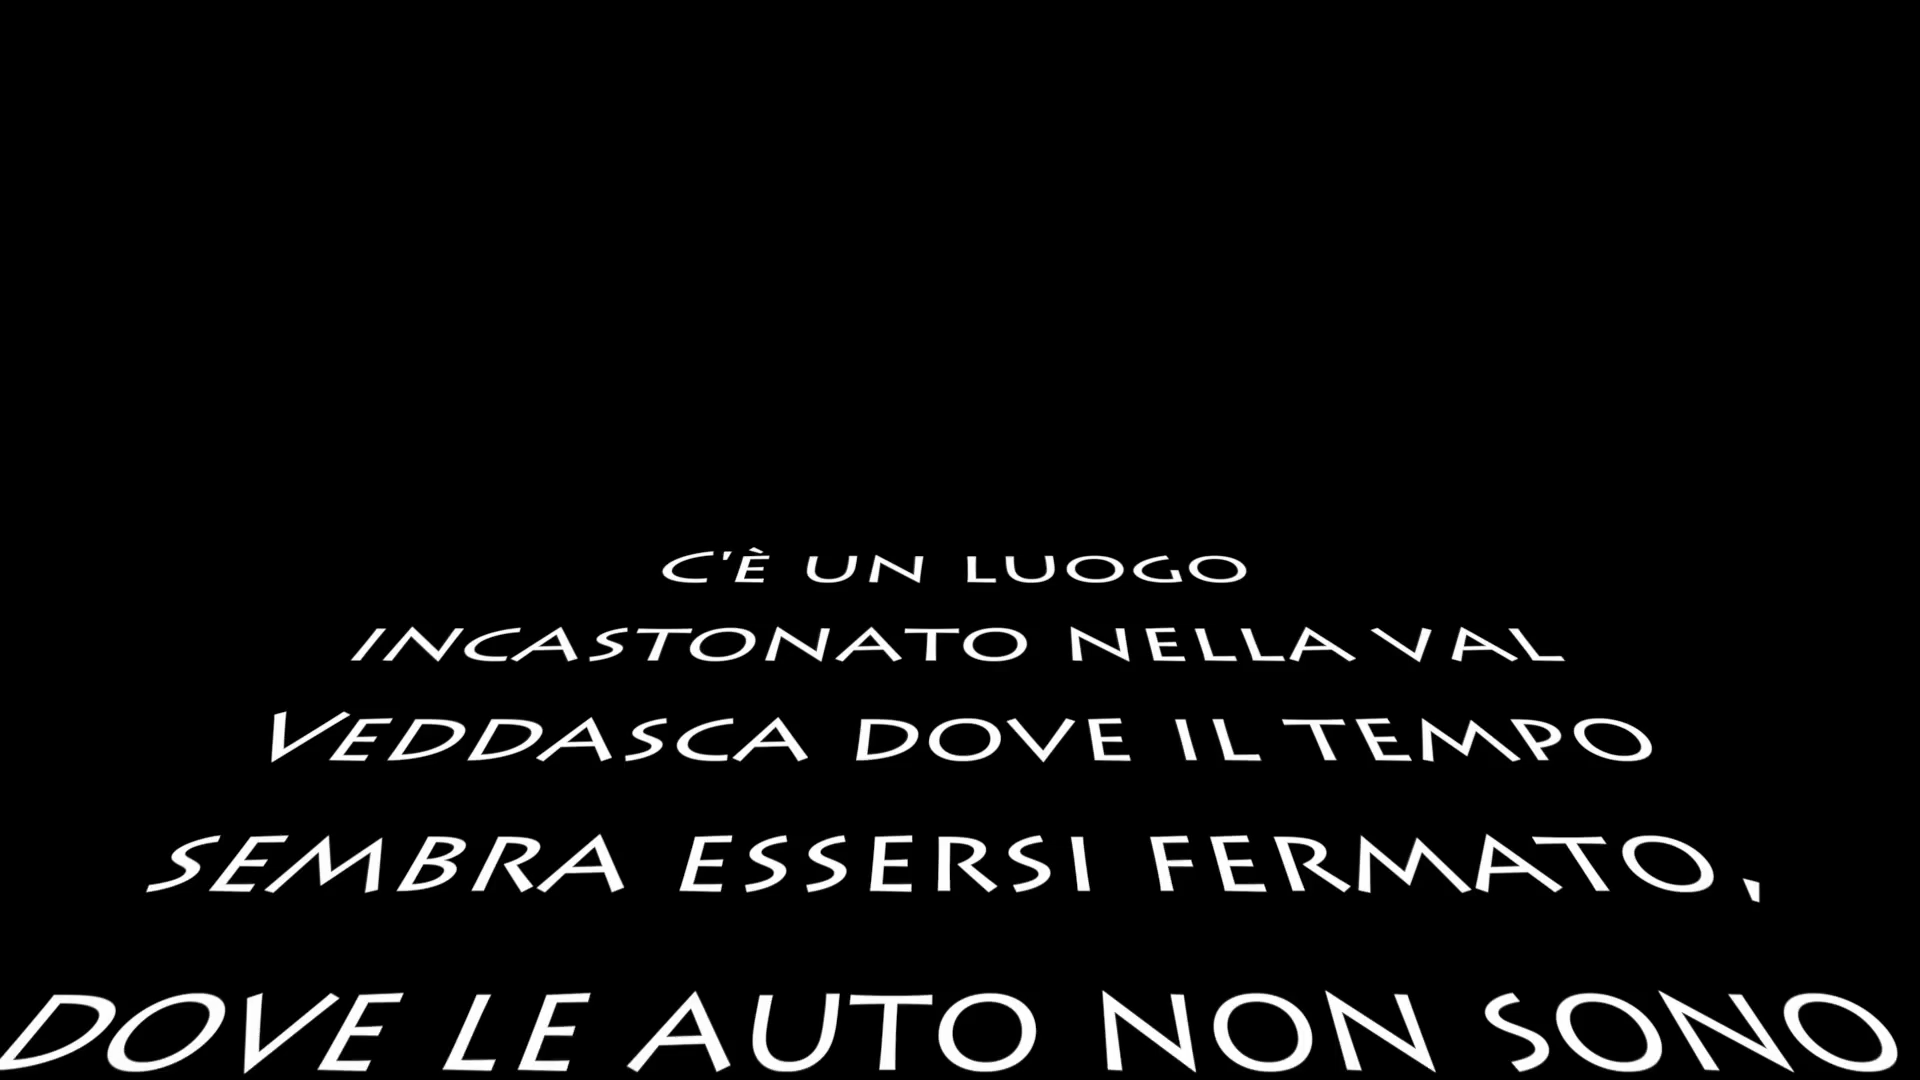 C'È UN LUOGO
INCASTONATO NELLA VAL
VEDDASCA DOVE IL TEMPO
SEMBRA ESSERSI FERMATO,
DOVE LE AUTO NON SONO